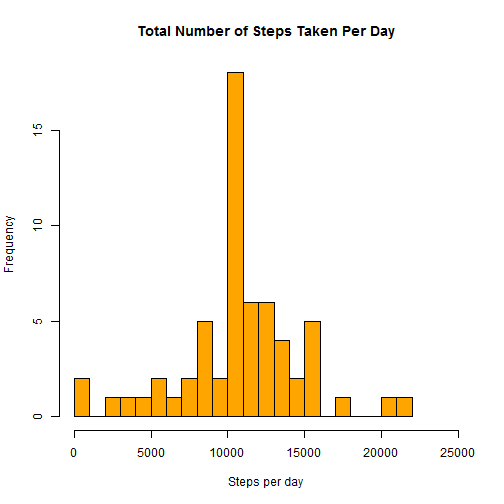 Total Number of Steps Taken Per Day
15
10
5
0
Frequency
0 5000 10000 15000 20000 25000
Steps per day